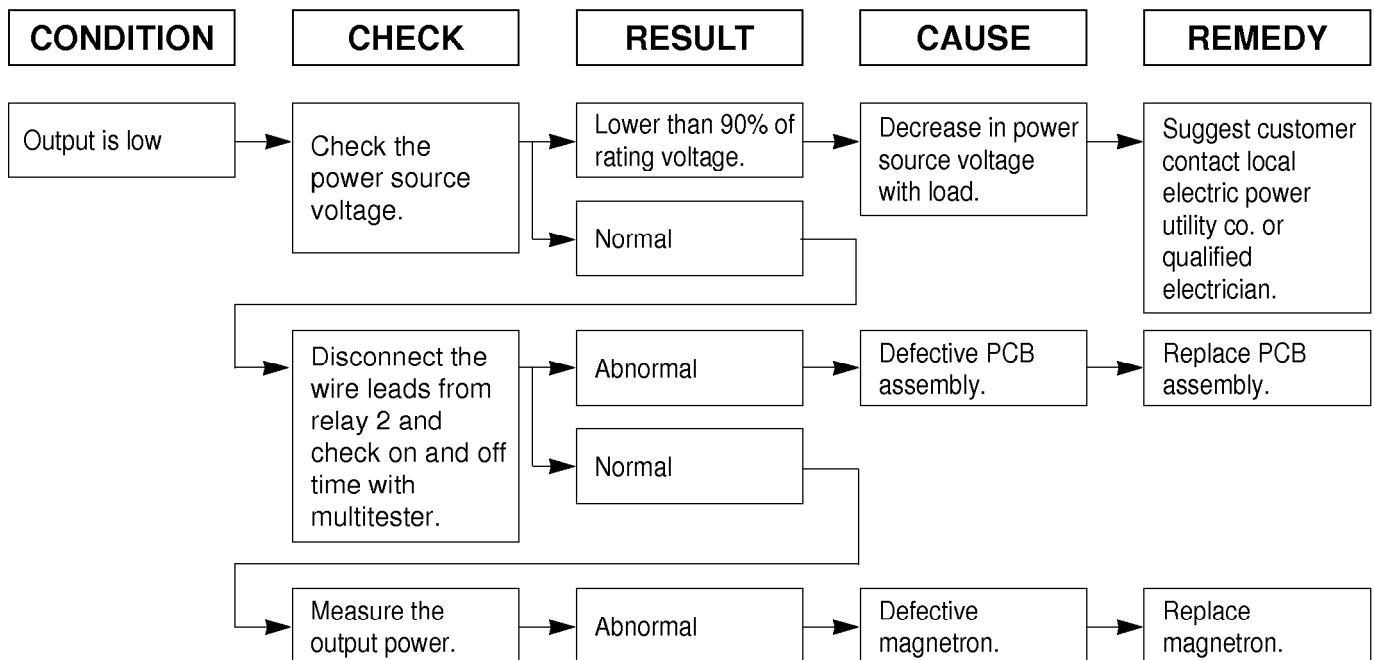 CONDITION
CHECK
RESULT
CAUSE
REMEDY
Output is low
Check the
power source
voltage.
Lower than 90% of
rating voltage.
Decrease in power
source voltage
with load.
Suggest customer
contact local
electric power
utility co. or
qualified
electrician.
Normal
Disconnect the
wire leads from
relay 2 and
check on and off
time with
multitester.
Abnormal
Defective PCB
assembly.
Replace PCB
assembly.
Normal
Measure the
output power.
Abnormal
Defective
magnetron.
Replace
magnetron.